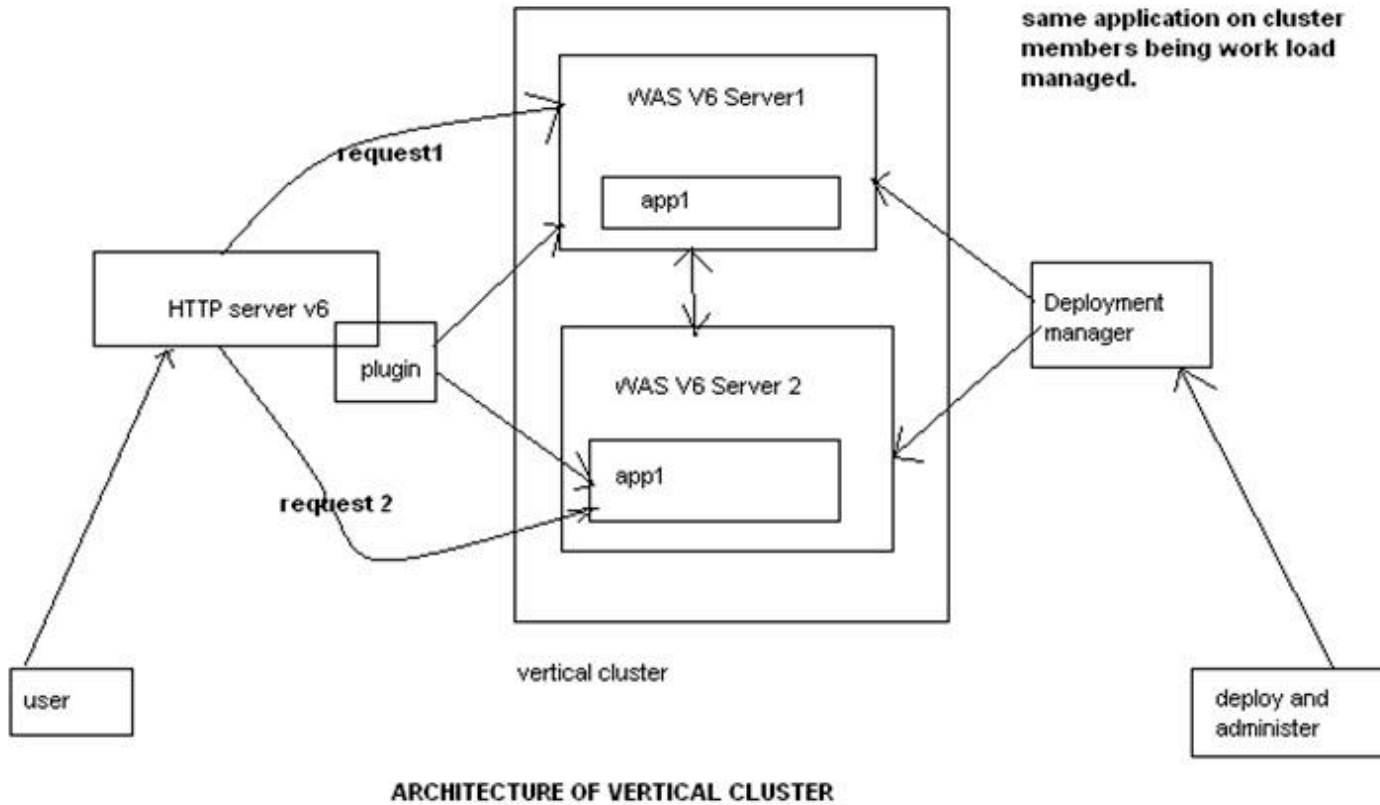 same application on cluster
members being work load
managed.
WAS V6 Server1
request1
app1
HTTP server v6
plugin
Deployment
manager
WAS V6 Server 2
app1
request 2
vertical cluster
user
deploy and
administer
ARCHITECTURE OF VERTICAL CLUSTER